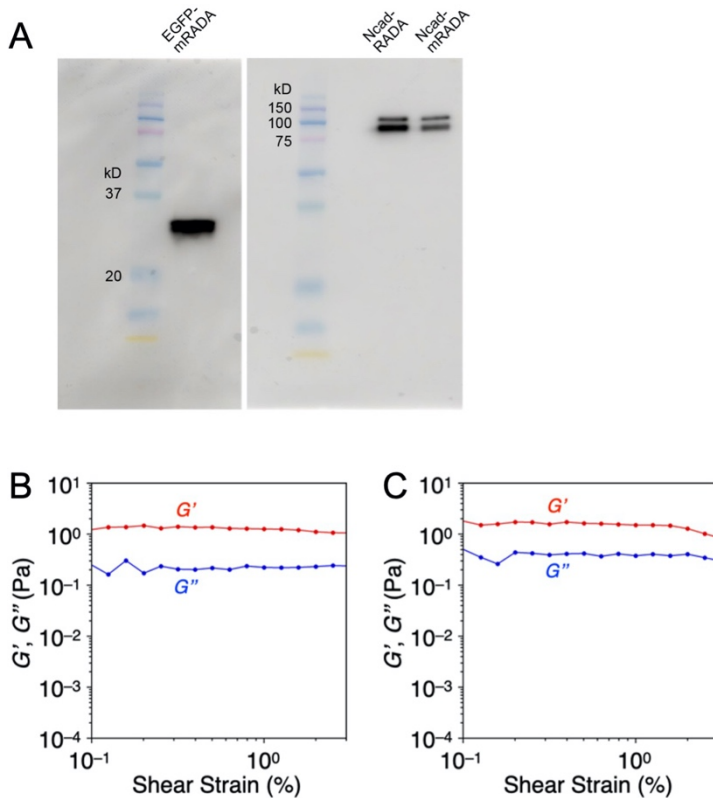 A
EGFP-
mRADA
Ncad-
RADA
Ncad-
mRADA
kD
37
20
kD
150
100
75
B
10¹
10⁰
10⁻¹
10⁻²
10⁻³
10⁻⁴
G', G" (Pa)
G'
G"
10⁻¹
10⁰
Shear Strain (%)
C
10¹
10⁰
10⁻¹
10⁻²
10⁻³
10⁻⁴
G', G" (Pa)
G'
G"
10⁻¹
10⁰
Shear Strain (%)